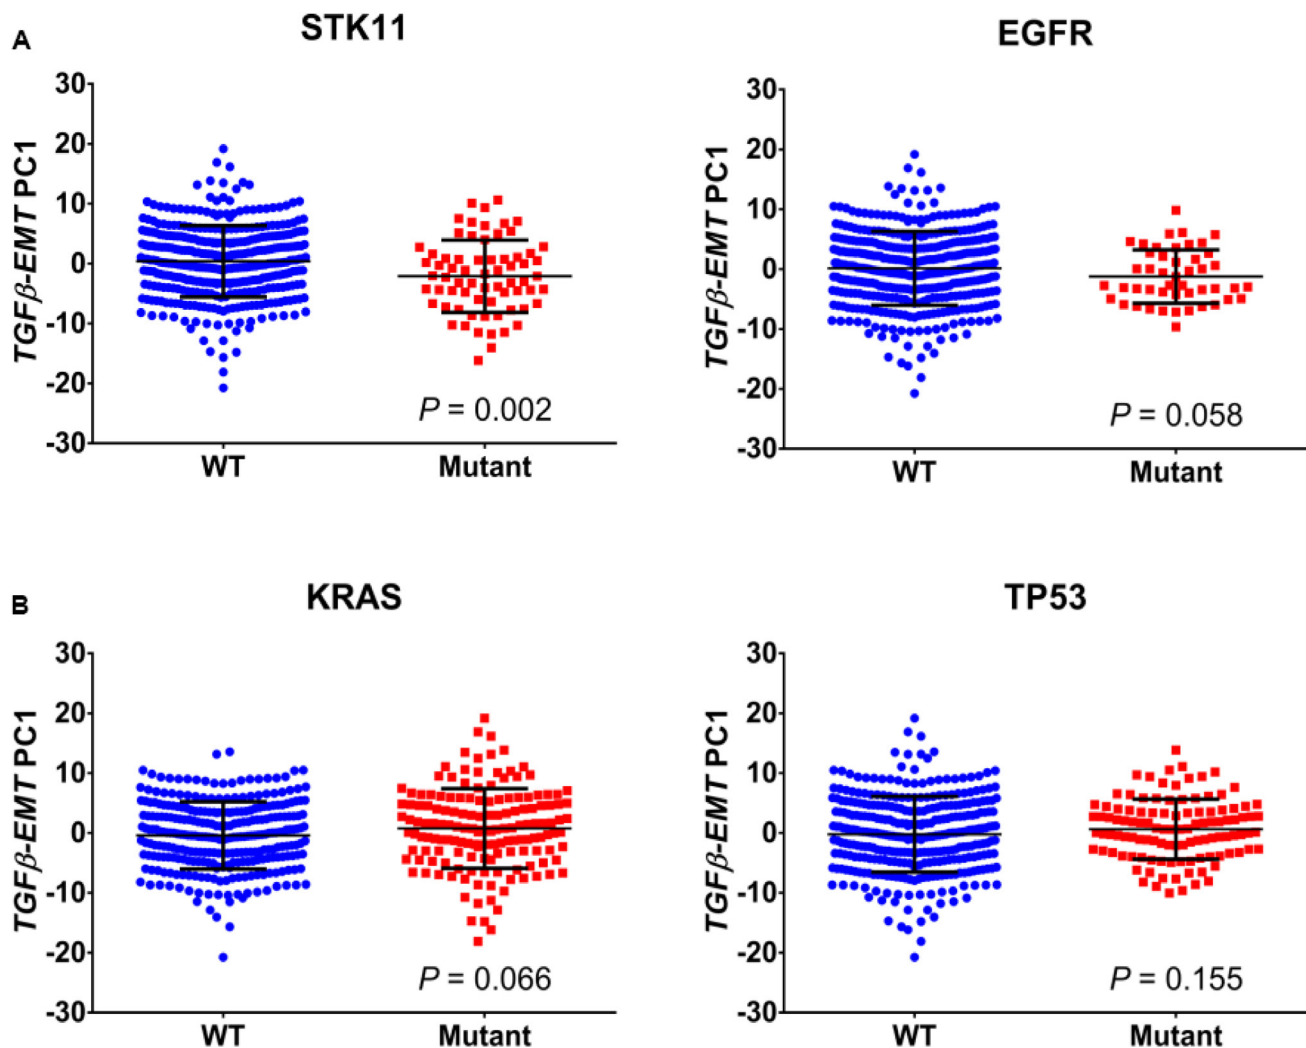 A
STK11
TGFβ-EMT PC1
30
20
10
0
-10
-20
-30
P = 0.002
WT
Mutant
EGFR
TGFβ-EMT PC1
30
20
10
0
-10
-20
-30
P = 0.058
WT
Mutant
B
KRAS
TGFβ-EMT PC1
30
20
10
0
-10
-20
-30
P = 0.066
WT
Mutant
TP53
TGFβ-EMT PC1
30
20
10
0
-10
-20
-30
P = 0.155
WT
Mutant